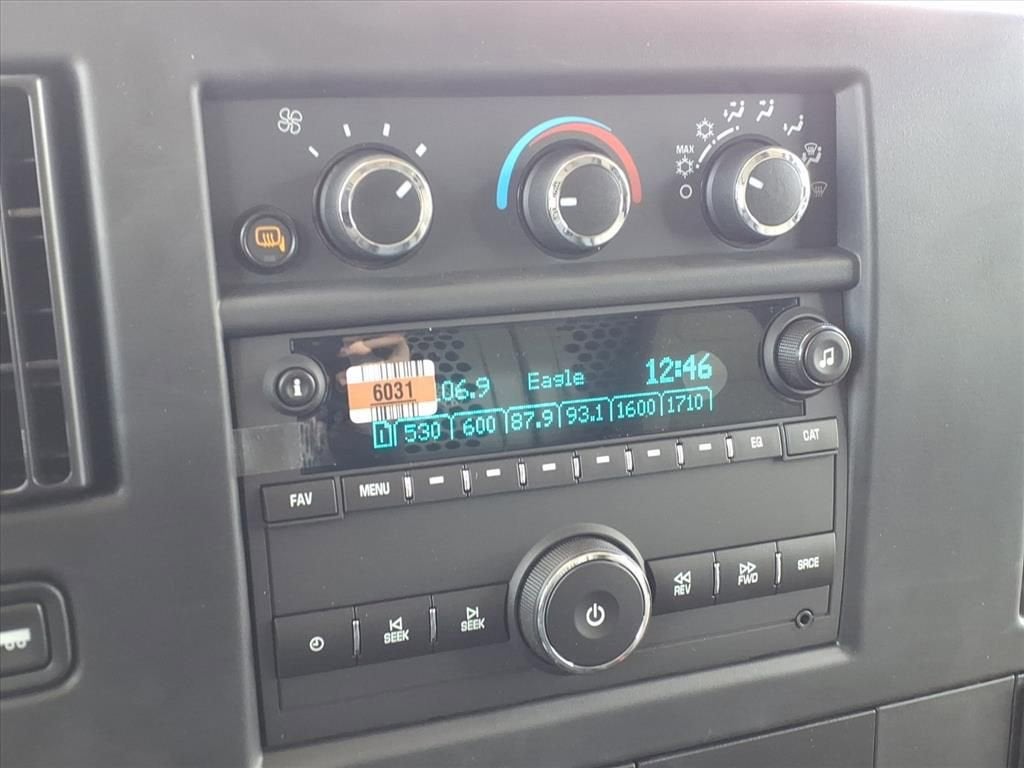 MAX
6031
06.9 Eagle 12:46
1 530 600 87.9 93.1 1600 1710
FAV MENU EQ CAT
SEEK SEEK REV FWD SRCE